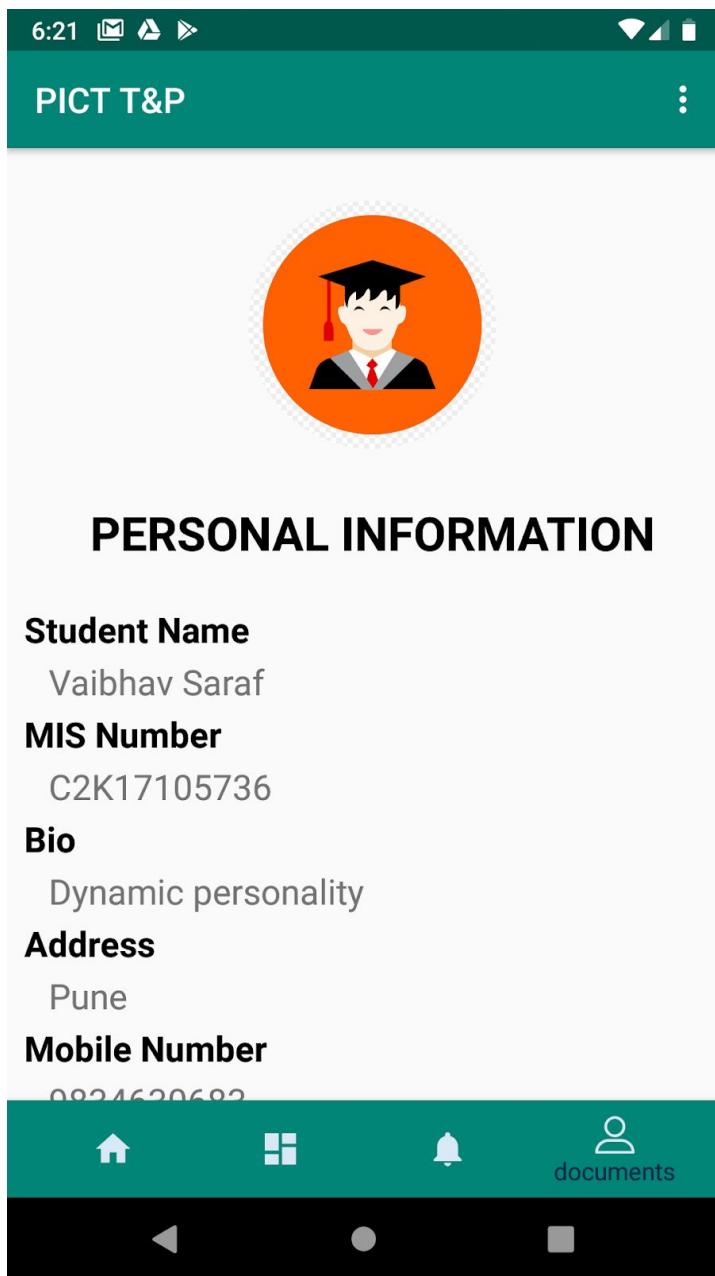 6:21
PICT T&P
PERSONAL INFORMATION
Student Name
Vaibhav Saraf
MIS Number
C2K17105736
Bio
Dynamic personality
Address
Pune
Mobile Number
documents